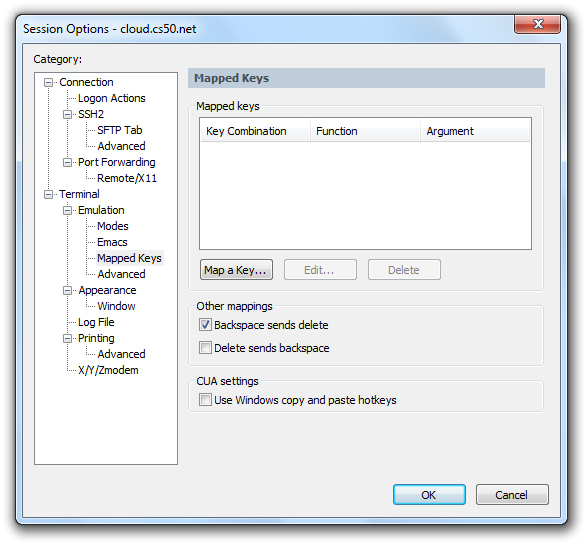 Session Options - cloud.cs50.net
Category:
Connection
Logon Actions
SSH2
SFTP Tab
Advanced
Port Forwarding
Remote/X11
Terminal
Emulation
Modes
Emacs
Mapped Keys
Advanced
Appearance
Window
Log File
Printing
Advanced
X/Y/Zmodem
Mapped Keys
Mapped keys
Key Combination Function Argument
Map a Key... Edit... Delete
Other mappings
Backspace sends delete
Delete sends backspace
CUA settings
Use Windows copy and paste hotkeys
OK Cancel